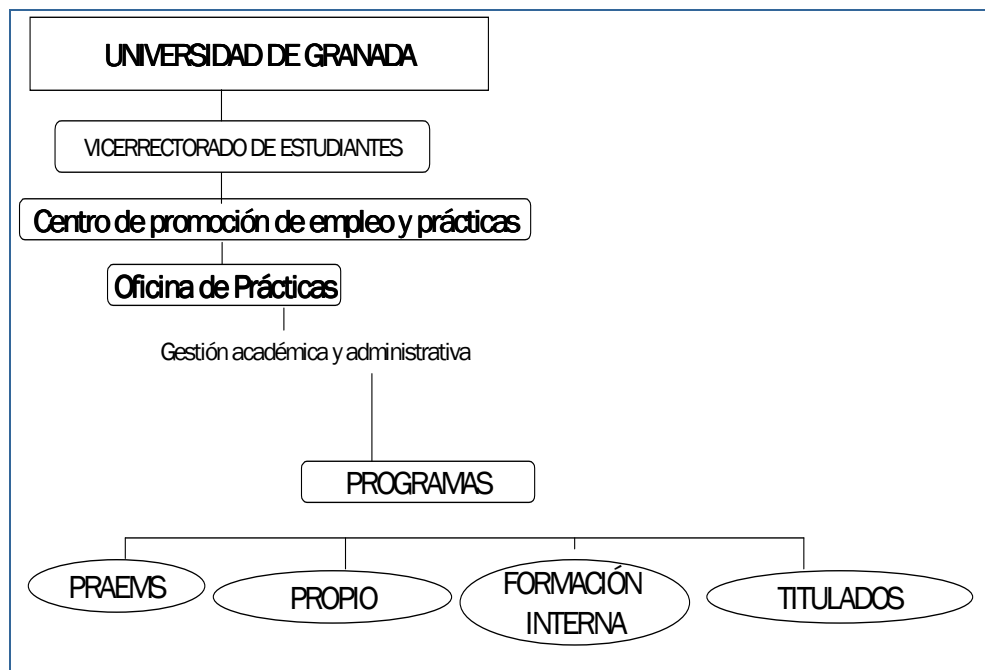 UNIVERSIDAD DE GRANADA
VICERRECTORADO DE ESTUDIANTES
Centro de promoción de empleo y prácticas
Oficina de Prácticas
Gestión académica y administrativa
PROGRAMAS
PRAEMS
PROPIO
FORMACIÓN
INTERNA
TITULADOS